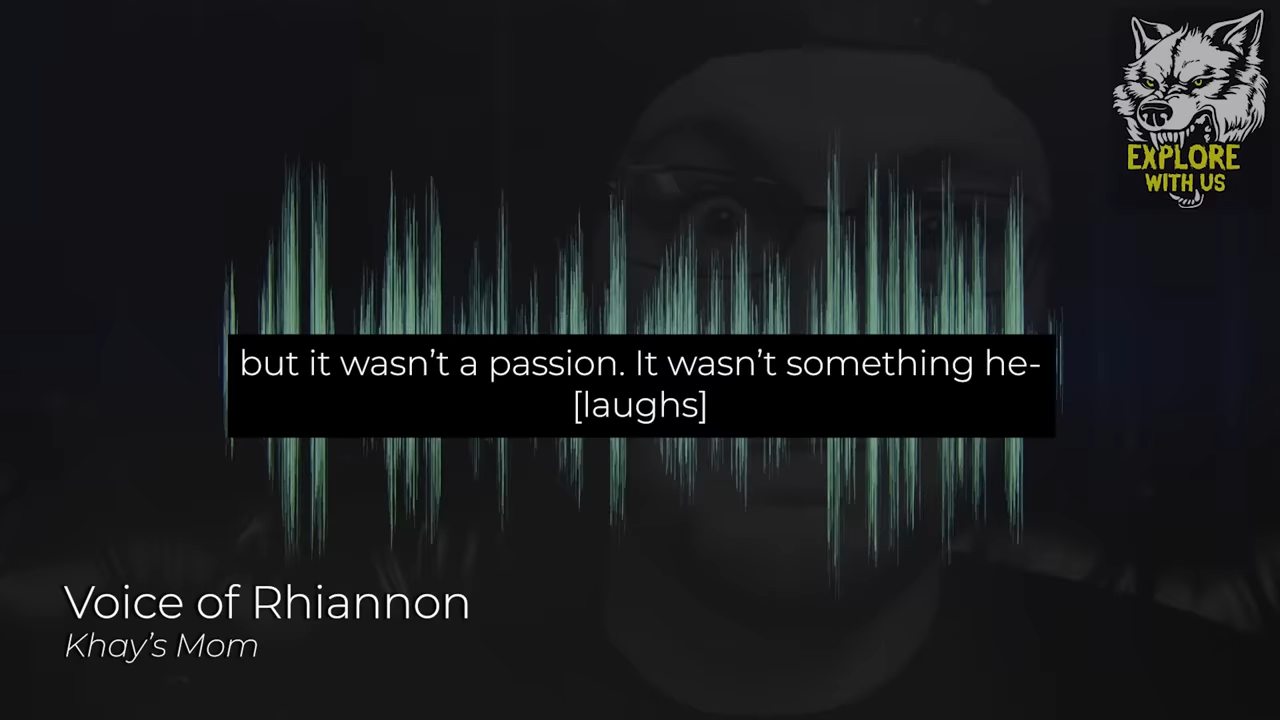 EXPLORE
WITH US
but it wasn’t a passion. It wasn’t something he-
[laughs]
Voice of Rhiannon
Khay’s Mom